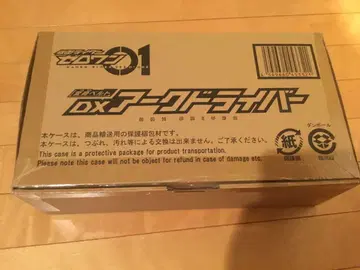 仮面ライダー
ゼロワン01
変身ベルト
DXアークドライバー
本ケースは、商品輸送用の保護梱包材です。
本ケースは、つぶれ、汚れ等による交換は出来ません。ご了承ください。
This case is a protective package for product transportation.
Please note this case will not be object for refund in case of damage etc.
紙
ダンボール